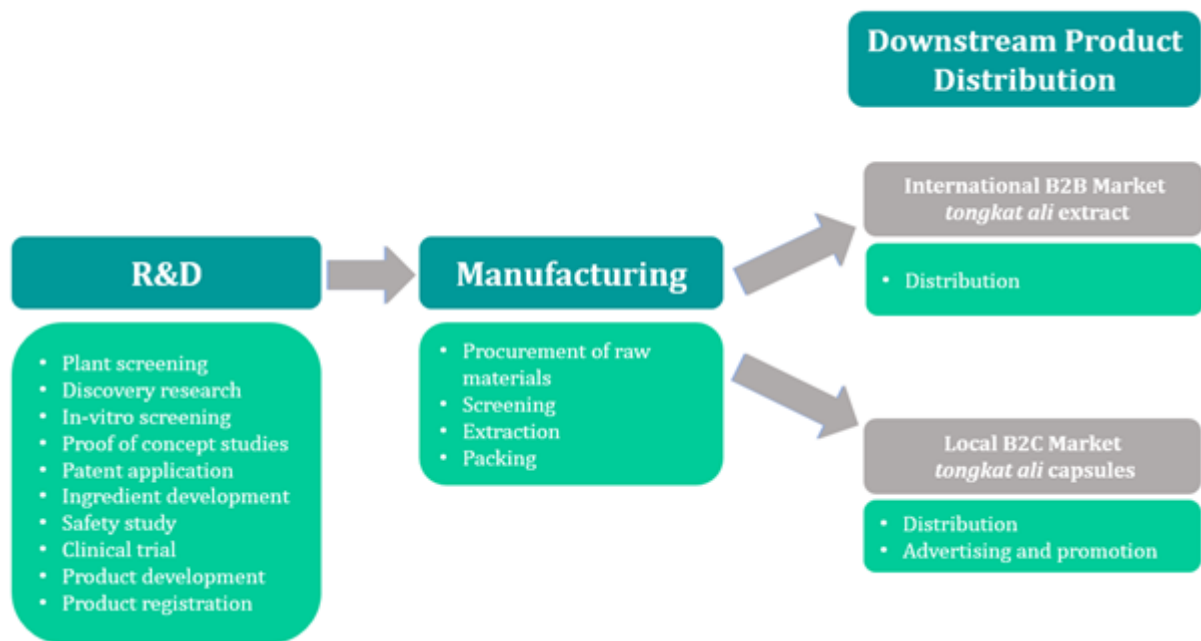 Downstream Product
Distribution
International B2B Market
tongkat ali extract
• Distribution
R&D
Manufacturing
• Plant screening
• Discovery research
• In-vitro screening
• Proof of concept studies
• Patent application
• Ingredient development
• Safety study
• Clinical trial
• Product development
• Product registration
• Procurement of raw
materials
• Screening
• Extraction
• Packing
Local B2C Market
tongkat ali capsules
• Distribution
• Advertising and promotion